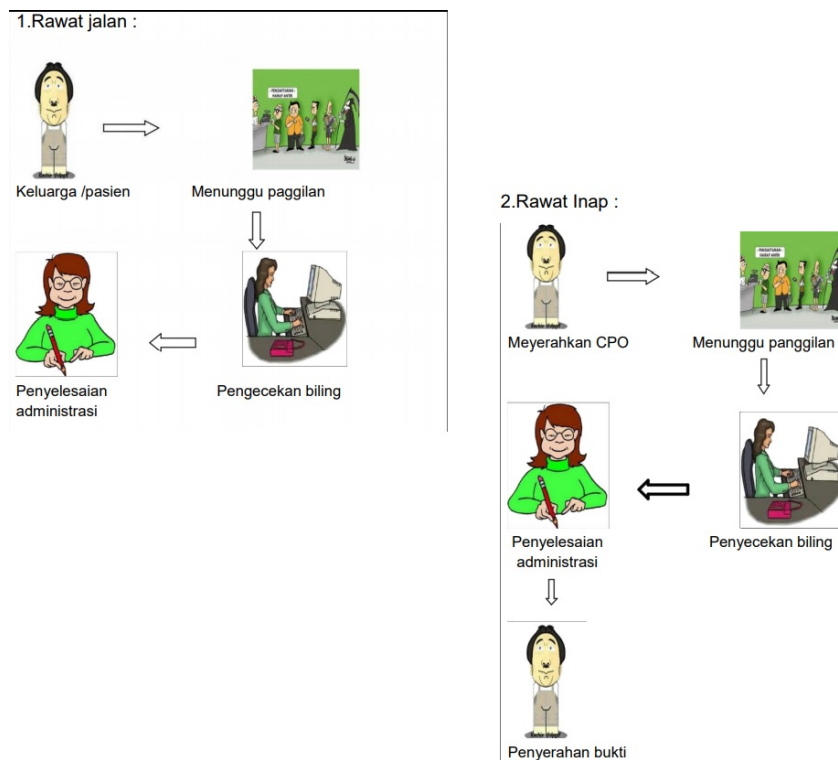 1.Rawat jalan :
Keluarga /pasien
Menunggu paggilan
Penyelesaian
administrasi
Pengecekan biling
2.Rawat Inap :
Meyerahkan CPO
Menunggu panggilan
Penyelesaian
administrasi
Penyecekan biling
Penyerahan bukti